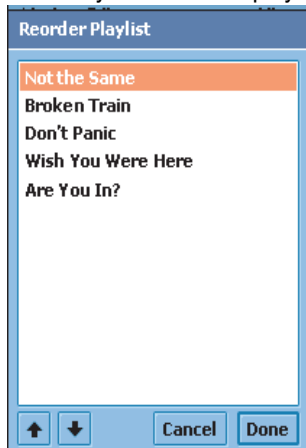 Reorder Playlist
Not the Same
Broken Train
Don't Panic
Wish You Were Here
Are You In?
Cancel Done